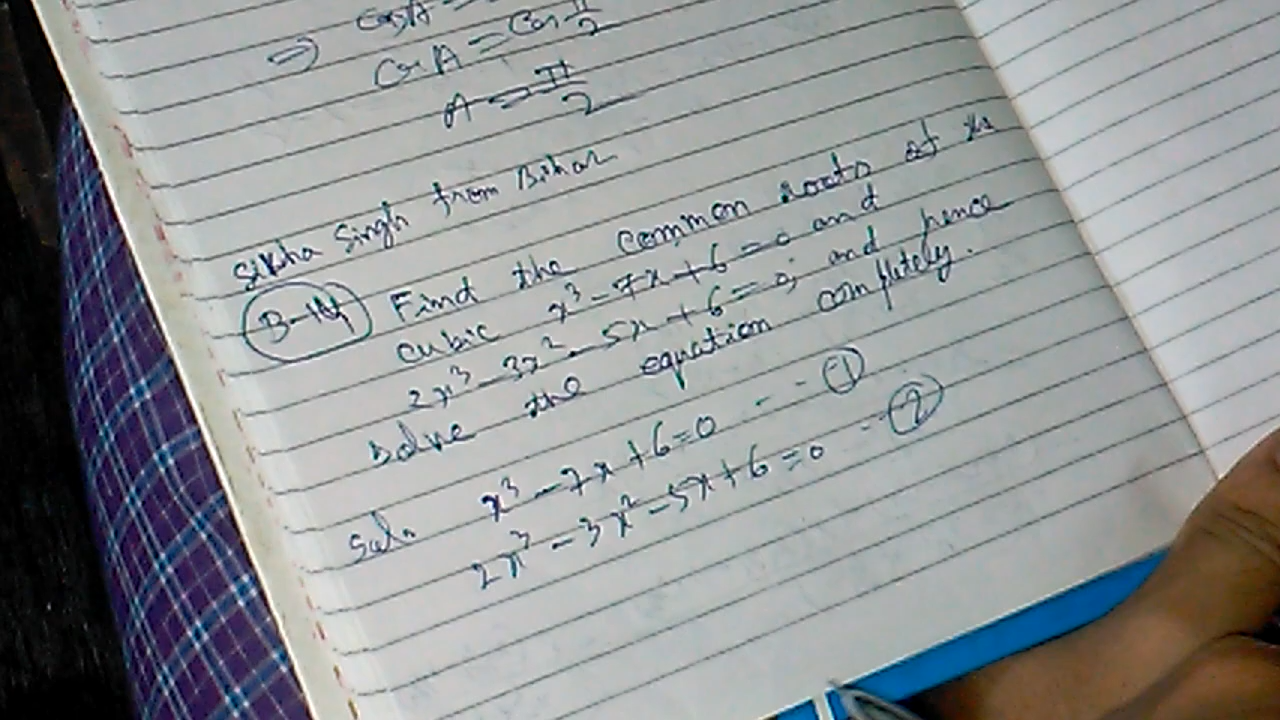 ⇒ cosA =
cosA = cos π/2
A = π/2
Sikha Singh from Bihar
B-14 Find the common roots of the
cubic x³ - 7x + 6 = 0 and
2x³ - 3x² - 5x + 6 = 0; and hence
solve the equation completely.
Soln x³ - 7x + 6 = 0 - - ①
2x³ - 3x² - 5x + 6 = 0 - - ②